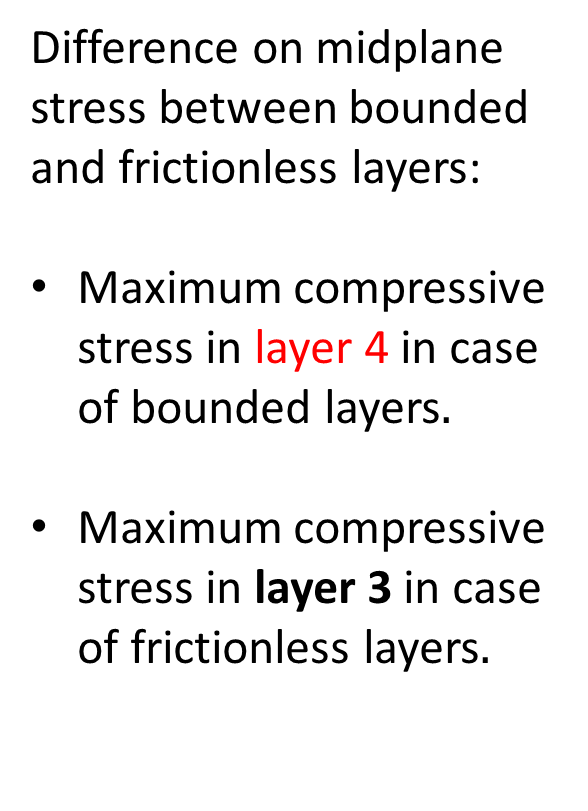 Difference on midplane
stress between bounded
and frictionless layers:
• Maximum compressive
stress in layer 4 in case
of bounded layers.
• Maximum compressive
stress in layer 3 in case
of frictionless layers.